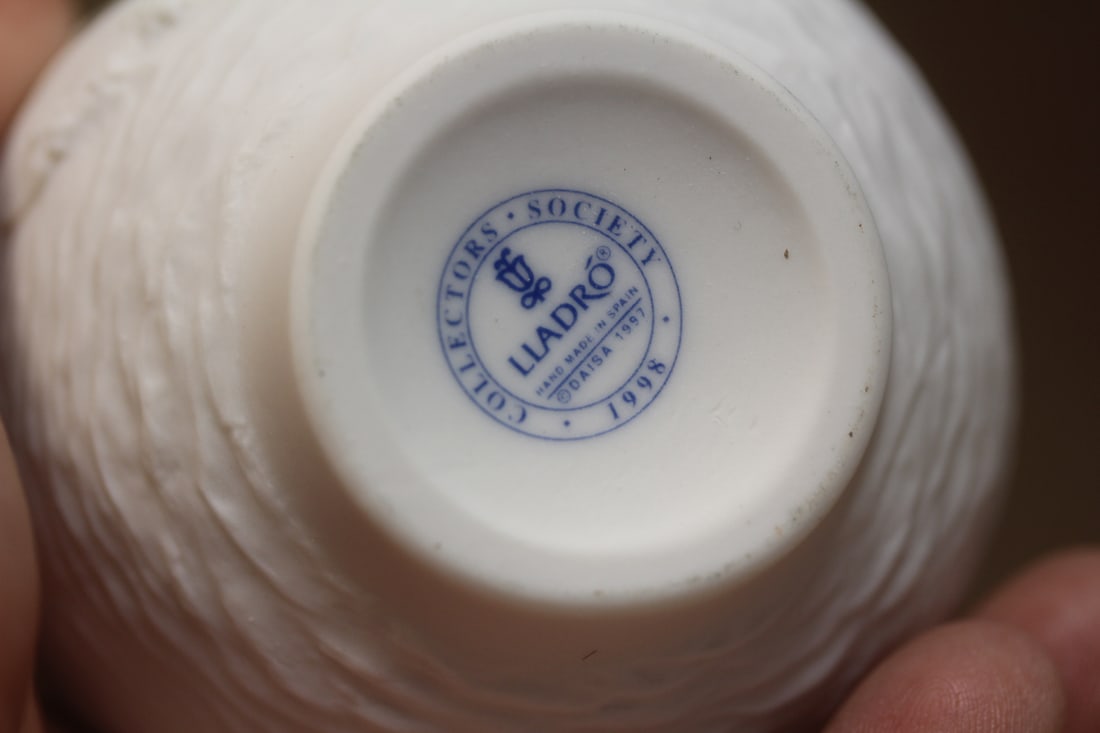 COLLECTORS · SOCIETY · 1998 ·
LLADRÓ®
HAND MADE IN SPAIN
© DAISA 1997